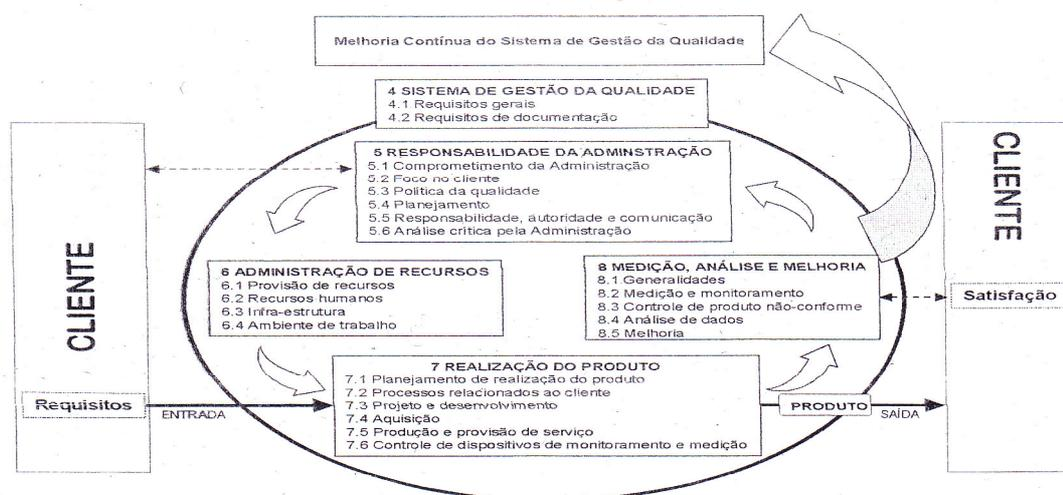 Melhoria Contínua do Sistema de Gestão da Qualidade
4 SISTEMA DE GESTÃO DA QUALIDADE
4.1 Requisitos gerais
4.2 Requisitos de documentação
CLIENTE
5 RESPONSABILIDADE DA ADMINSTRAÇÃO
5.1 Comprometimento da Administração
5.2 Foco no cliente
5.3 Política da qualidade
5.4 Planejamento
5.5 Responsabilidade, autoridade e comunicação
5.6 Análise crítica pela Administração
CLIENTE
6 ADMINISTRAÇÃO DE RECURSOS
6.1 Provisão de recursos
6.2 Recursos humanos
6.3 Infra-estrutura
6.4 Ambiente de trabalho
8 MEDIÇÃO, ANÁLISE E MELHORIA
8.1 Generalidades
8.2 Medição e monitoramento
8.3 Controle de produto não-conforme
8.4 Análise de dados
8.5 Melhoria
Satisfação
7 REALIZAÇÃO DO PRODUTO
7.1 Planejamento de realização do produto
7.2 Processos relacionados ao cliente
7.3 Projeto e desenvolvimento
7.4 Aquisição
7.5 Produção e provisão de serviço
7.6 Controle de dispositivos de monitoramento e medição
Requisitos
ENTRADA
PRODUTO
SAÍDA